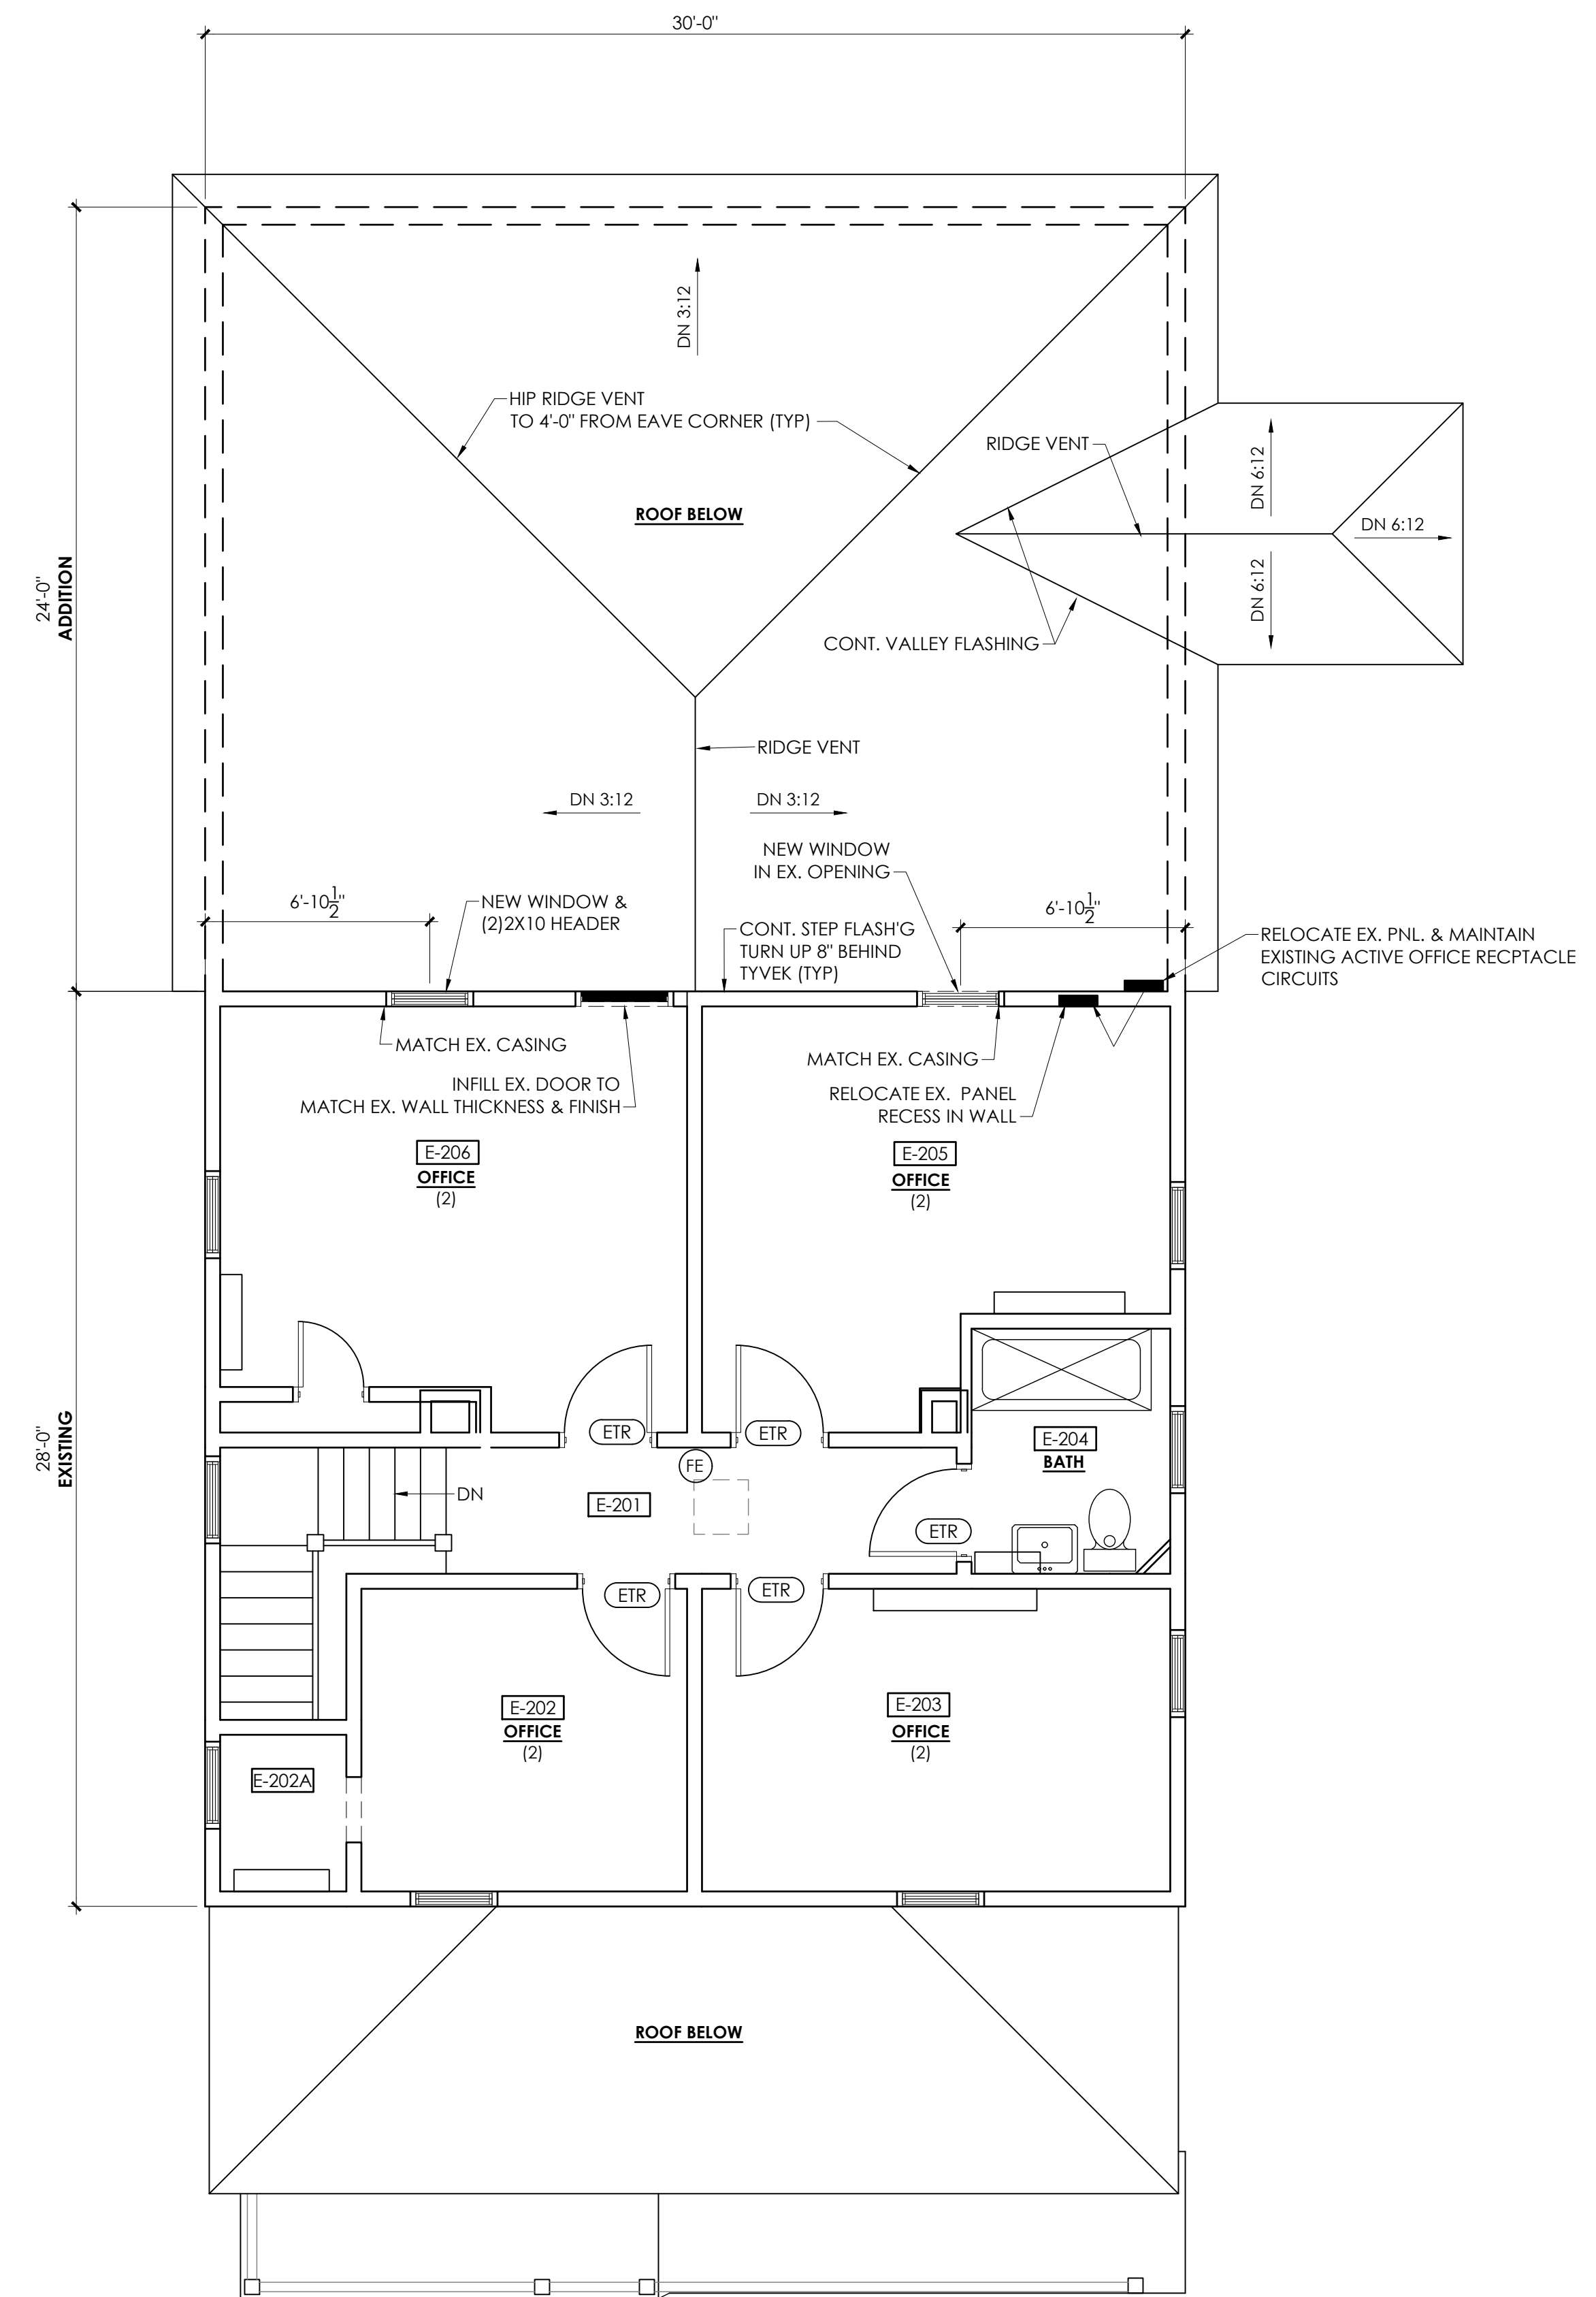 30'-0"
DN 3:12
HIP RIDGE VENT
TO 4'-0" FROM EAVE CORNER (TYP)
RIDGE VENT
DN 6:12
DN 6:12
ROOF BELOW
24'-0"
ADDITION
DN 6:12
CONT. VALLEY FLASHING
RIDGE VENT
DN 3:12
DN 3:12
NEW WINDOW
IN EX. OPENING
6'-10 1/2"
NEW WINDOW &
(2)2X10 HEADER
6'-10 1/2"
CONT. STEP FLASH'G
TURN UP 8" BEHIND
TYVEK (TYP)
RELOCATE EX. PNL. & MAINTAIN
EXISTING ACTIVE OFFICE RECPTACLE
CIRCUITS
MATCH EX. CASING
MATCH EX. CASING
INFILL EX. DOOR TO
MATCH EX. WALL THICKNESS & FINISH
RELOCATE EX. PANEL
RECESS IN WALL
E-206
OFFICE
(2)
E-205
OFFICE
(2)
28'-0"
EXISTING
ETR
ETR
E-204
BATH
FE
DN
E-201
ETR
ETR
ETR
E-202
OFFICE
(2)
E-203
OFFICE
(2)
E-202A
ROOF BELOW